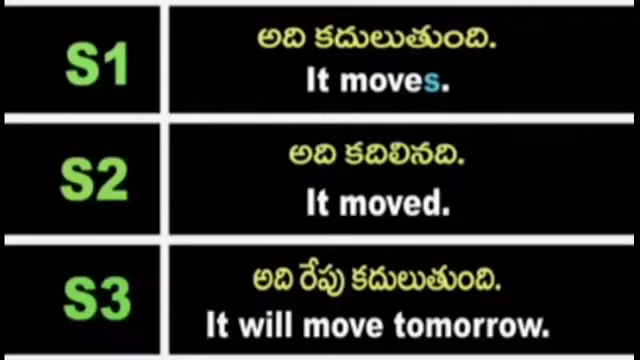 S1
అది కదులుతుంది.
It moves.
S2
అది కదిలినది.
It moved.
S3
అది రేపు కదులుతుంది.
It will move tomorrow.